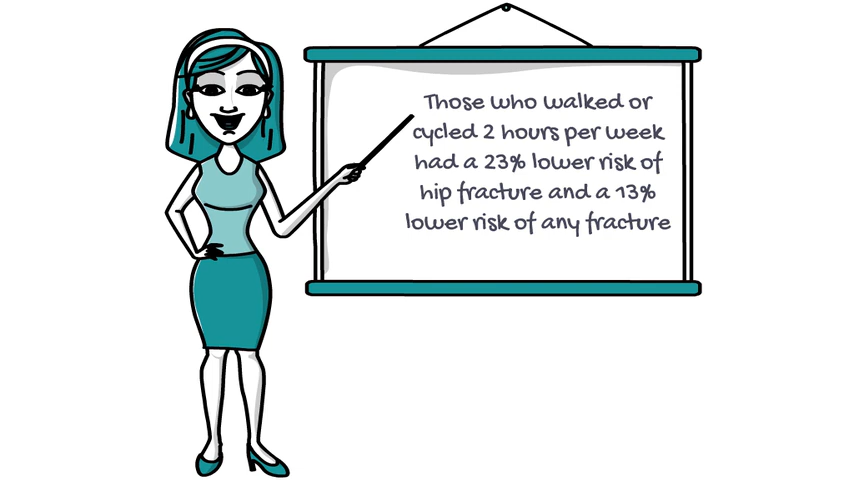 Those who walked or
cycled 2 hours per week
had a 23% lower risk of
hip fracture and a 13%
lower risk of any fracture